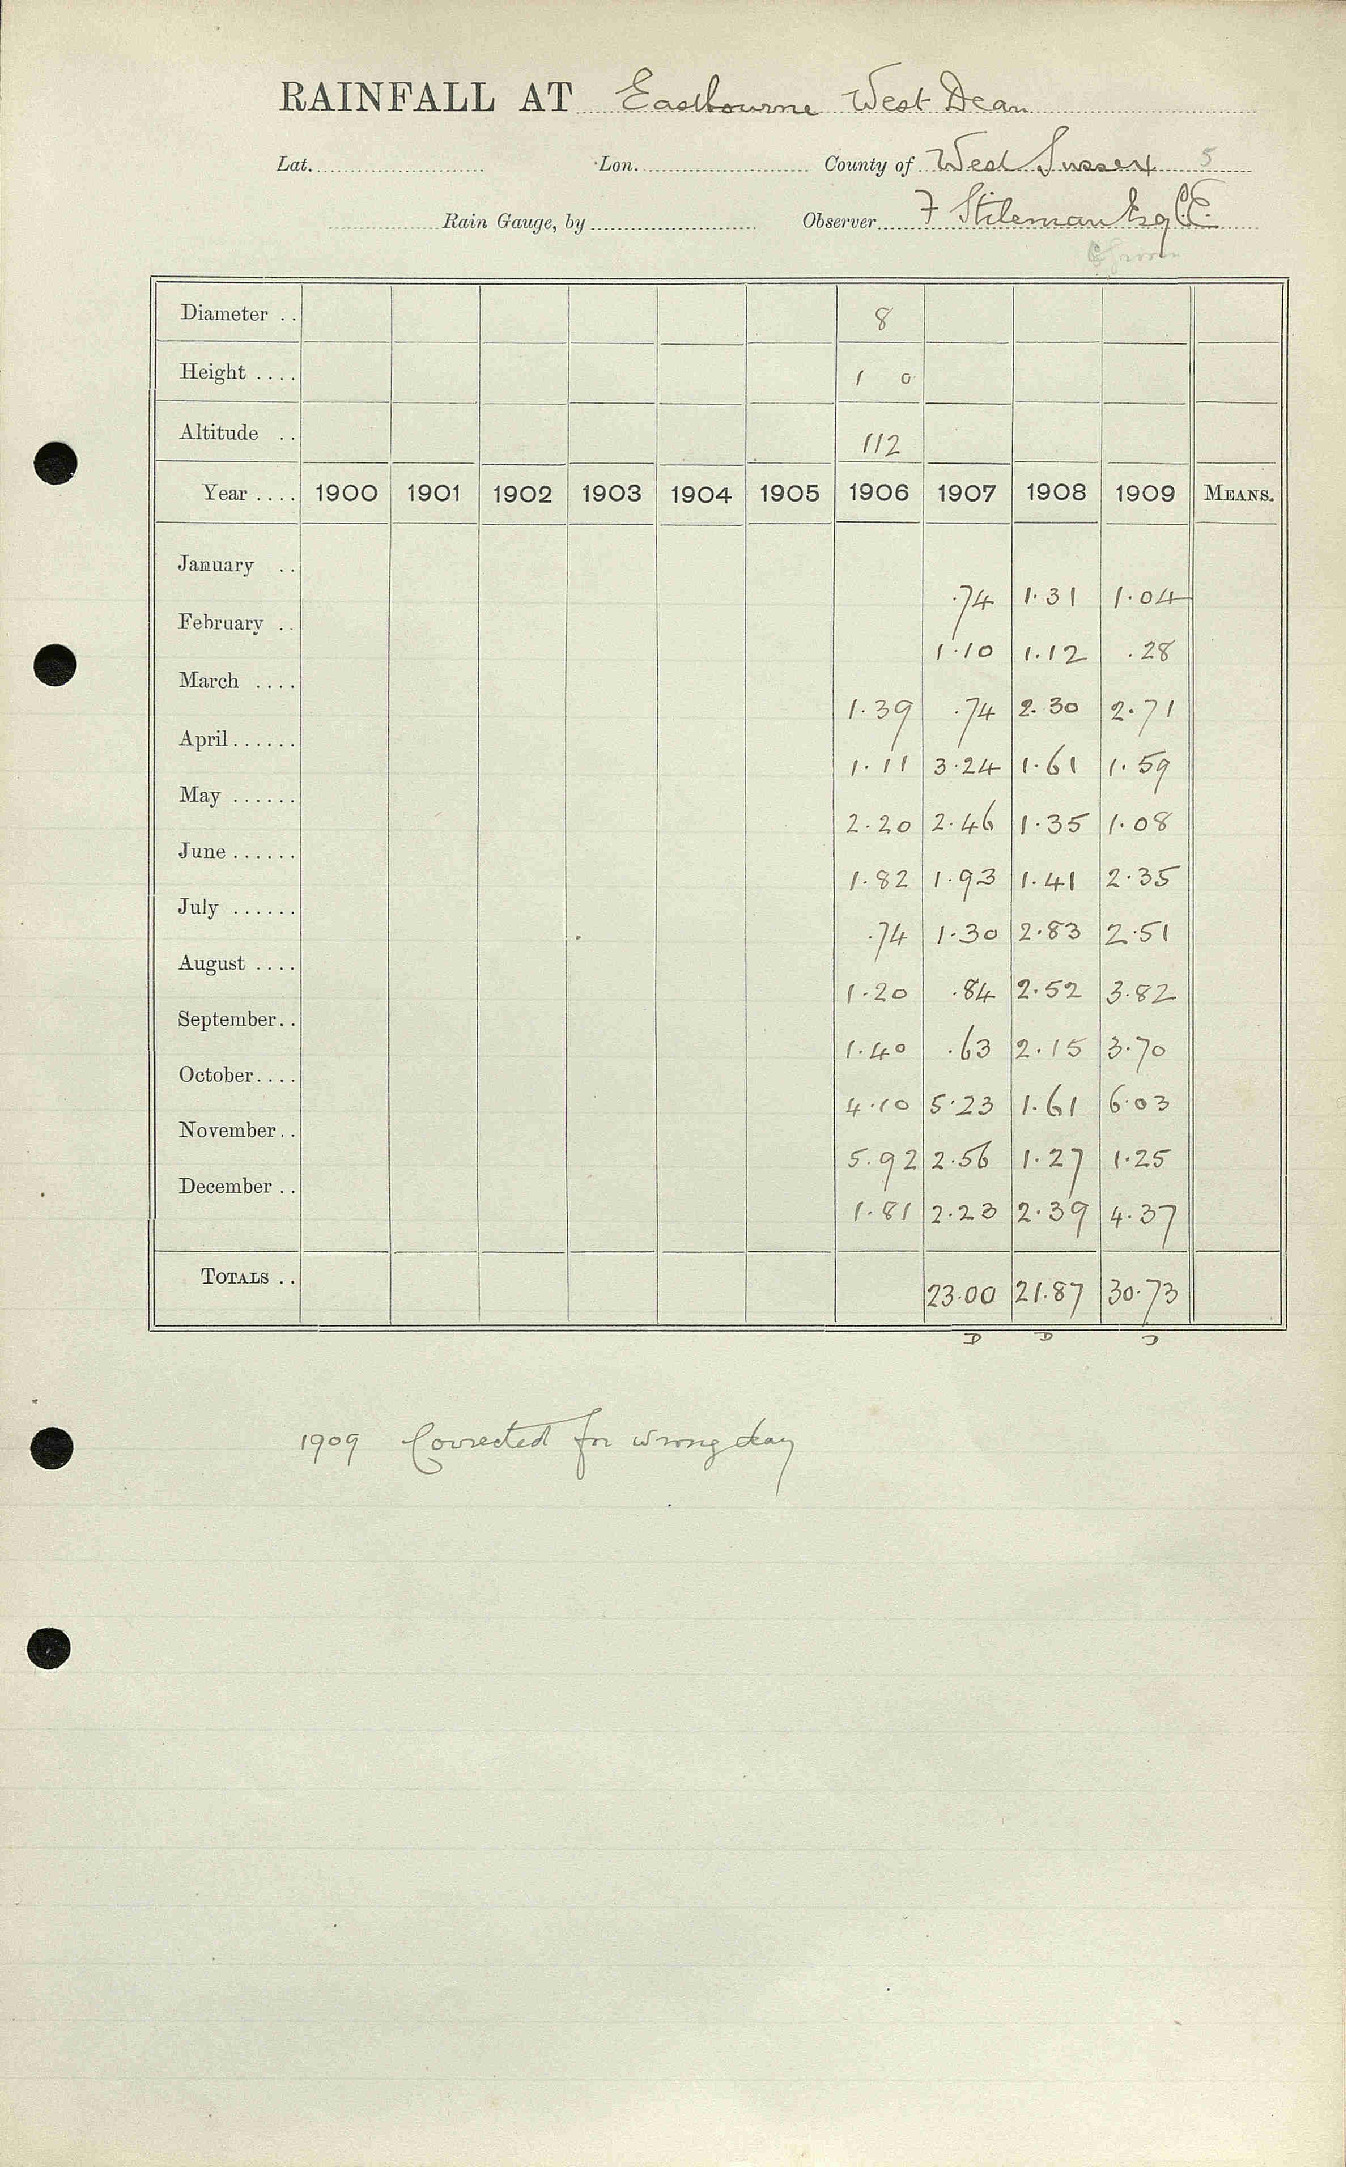 RAINFALL AT Eastbourne West Dean
Lat. Lon. County of West Sussex 5
Rain Gauge, by Observer F Stileman Esq C.E.
Diameter .. 8
Height .... 1 0
Altitude .. 112
Year .... 1900 1901 1902 1903 1904 1905 1906 1907 1908 1909 MEANS.
January .. .74 1.31 1.04
February .. 1.10 1.12 .28
March .... 1.39 .74 2.30 2.71
April...... 1.11 3.24 1.61 1.59
May ...... 2.20 2.46 1.35 1.08
June...... 1.82 1.93 1.41 2.35
July ...... .74 1.30 2.83 2.51
August .... 1.20 .84 2.52 3.82
September.. 1.40 .63 2.15 3.70
October.... 4.10 5.23 1.61 6.03
November.. 5.92 2.56 1.27 1.25
December .. 1.81 2.23 2.39 4.37
TOTALS .. 23.00 21.87 30.73
D D D
1909 Corrected for wrong day